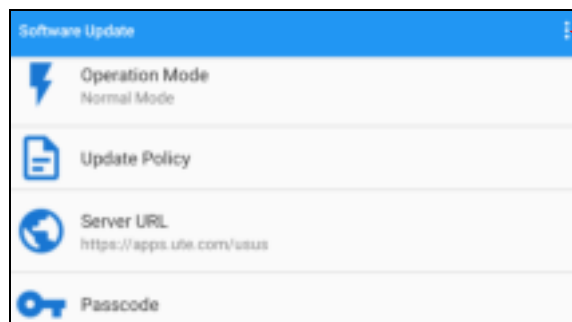 Software Update
Operation Mode
Normal Mode
Update Policy
Server URL
https://apps.ute.com/usus
Passcode